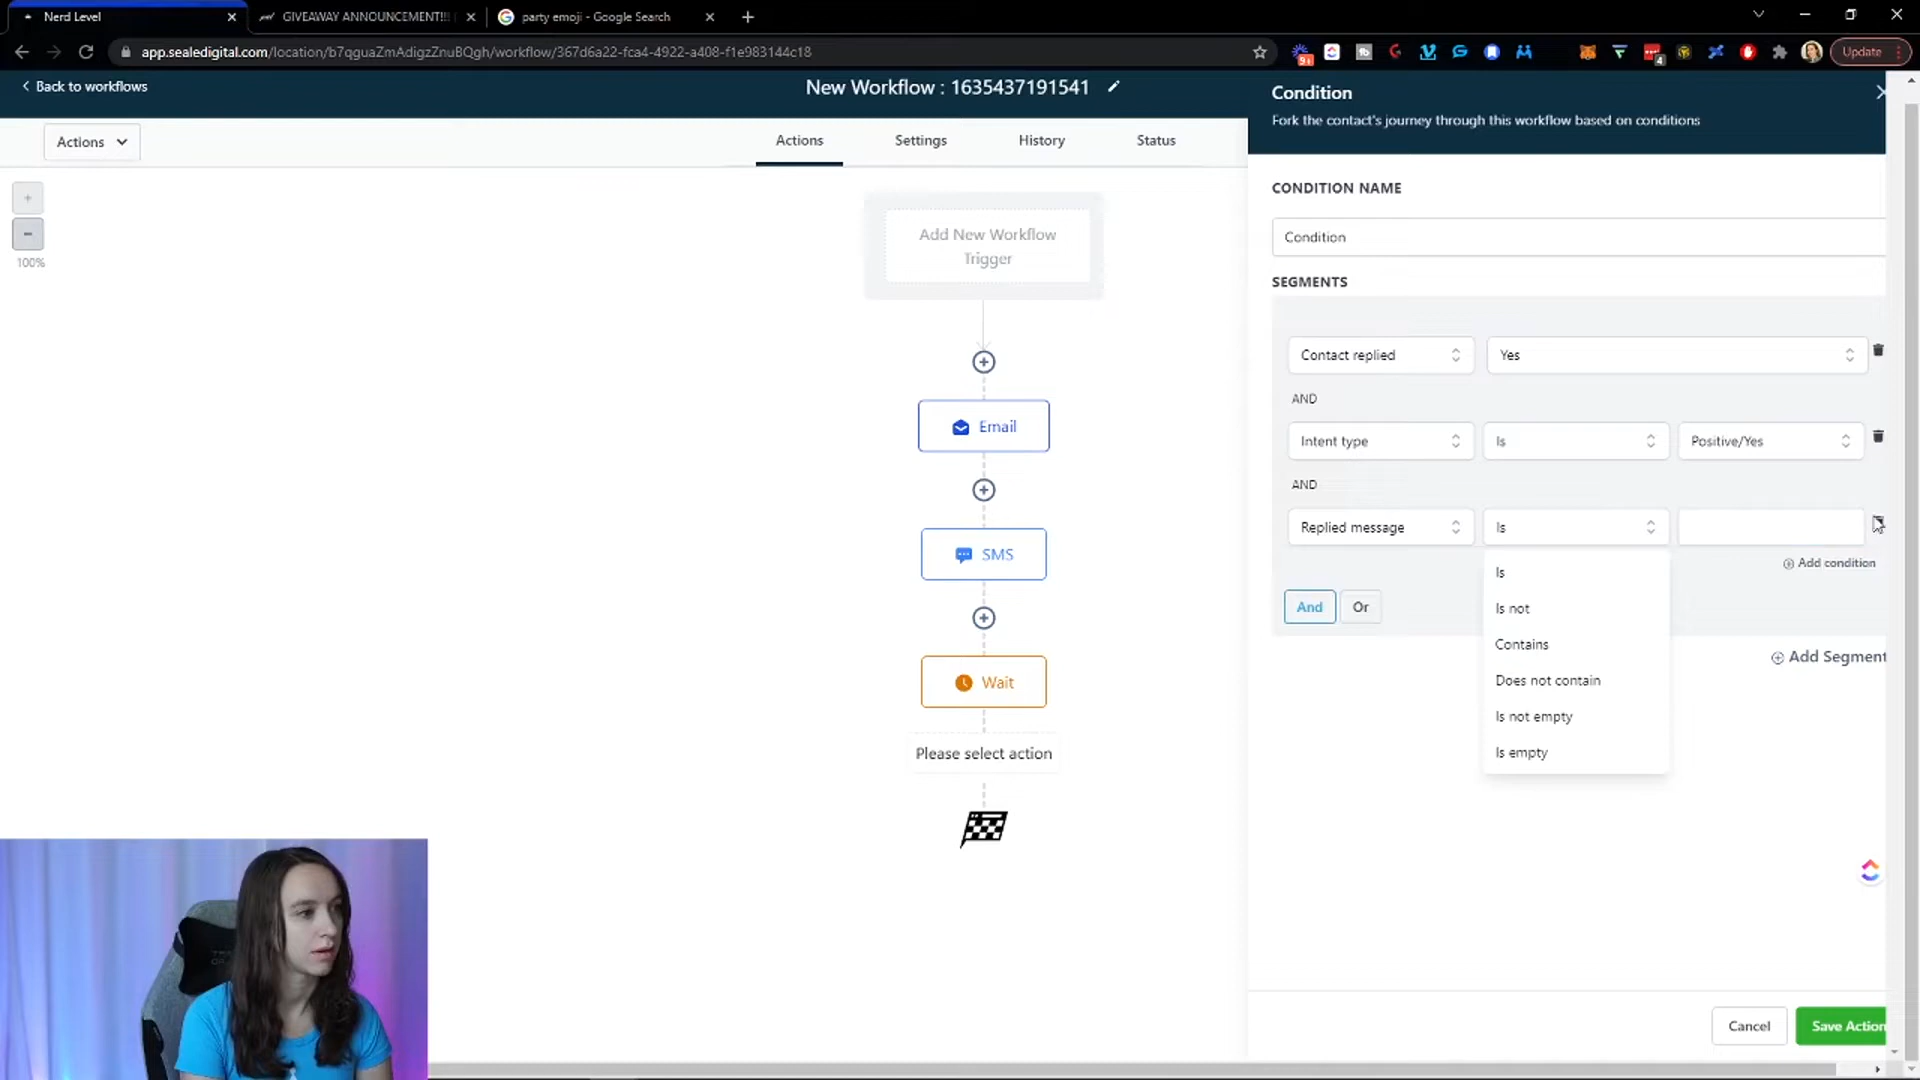 Nerd Level
GIVEAWAY ANNOUNCEMENT!!! (
party emoji - Google Search
app.sealedigital.com/location/b7qguaZmAdigzZnuBQgh/workflow/367d6a22-fca4-4922-a408-f1e983144c18
9+
4
Update
Back to workflows
New Workflow : 1635437191541
Actions
Actions
Settings
History
Status
100%
Add New Workflow
Trigger
Email
SMS
Wait
Please select action
Condition
Fork the contact's journey through this workflow based on conditions
CONDITION NAME
Condition
SEGMENTS
Contact replied
Yes
AND
Intent type
Is
Positive/Yes
AND
Replied message
Is
Is
Is not
Contains
Does not contain
Is not empty
Is empty
Add condition
And
Or
Add Segment
Cancel
Save Action